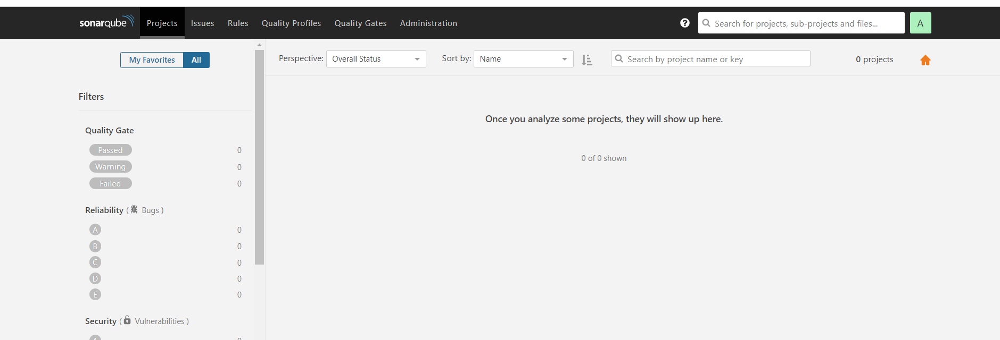 sonarqube Projects Issues Rules Quality Profiles Quality Gates Administration ? Search for projects, sub-projects and files... A
My Favorites All
Perspective: Overall Status Sort by: Name Search by project name or key 0 projects
Filters
Once you analyze some projects, they will show up here.
0 of 0 shown
Quality Gate
Passed 0
Warning 0
Failed 0
Reliability ( Bugs )
A 0
B 0
C 0
D 0
E 0
Security ( Vulnerabilities )